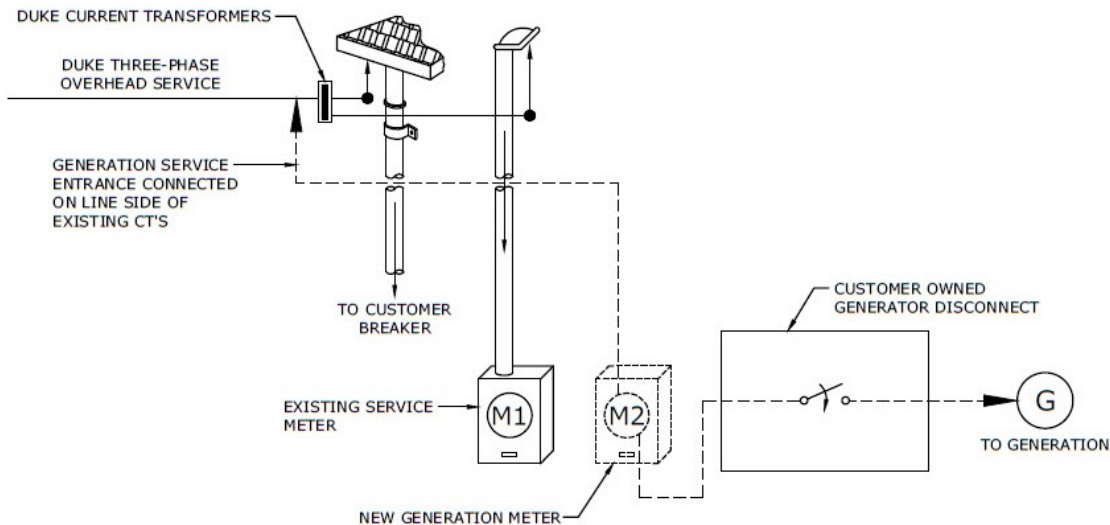 DUKE CURRENT TRANSFORMERS
DUKE THREE-PHASE
OVERHEAD SERVICE
GENERATION SERVICE
ENTRANCE CONNECTED
ON LINE SIDE OF
EXISTING CT'S
TO CUSTOMER
BREAKER
CUSTOMER OWNED
GENERATOR DISCONNECT
EXISTING SERVICE
METER
M1
M2
G
TO GENERATION
NEW GENERATION METER